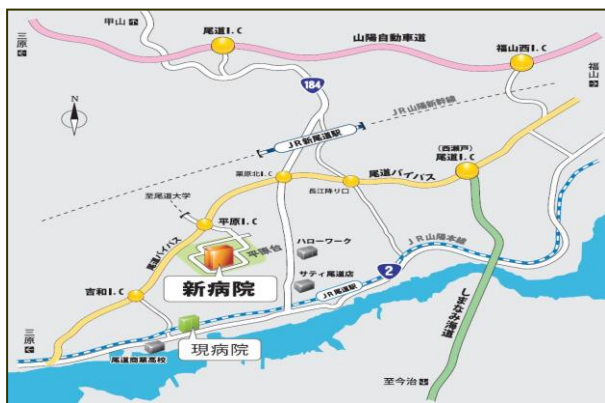 甲山
三原
尾道I.C
山陽自動車道
福山西I.C
福山
N
184
JR山陽新幹線
JR新尾道駅
(西瀬戸)
尾道I.C
栗原北I.C
尾道バイパス
長江降り口
至尾道大学
平原I.C
平原台
ハローワーク
JR山陽本線
尾道バイパス
新病院
サティ尾道店
2
JR尾道駅
吉和I.C
しまなみ海道
三原
現病院
尾道商業高校
至今治